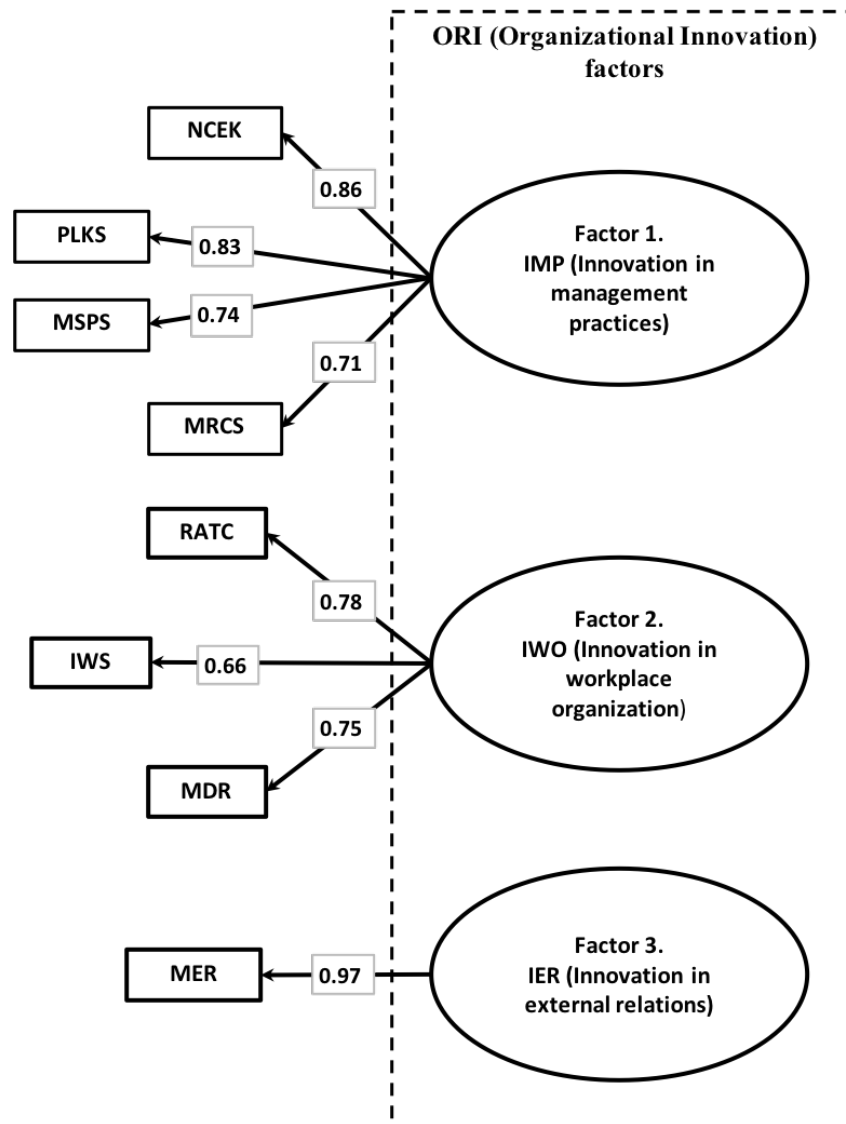 ORI (Organizational Innovation)
factors
NCEK
0.86
PLKS
0.83
MSPS
0.74
0.71
MRCS
Factor 1.
IMP (Innovation in
management
practices)
RATC
0.78
IWS
0.66
0.75
MDR
Factor 2.
IWO (Innovation in
workplace
organization)
MER
0.97
Factor 3.
IER (Innovation in
external relations)